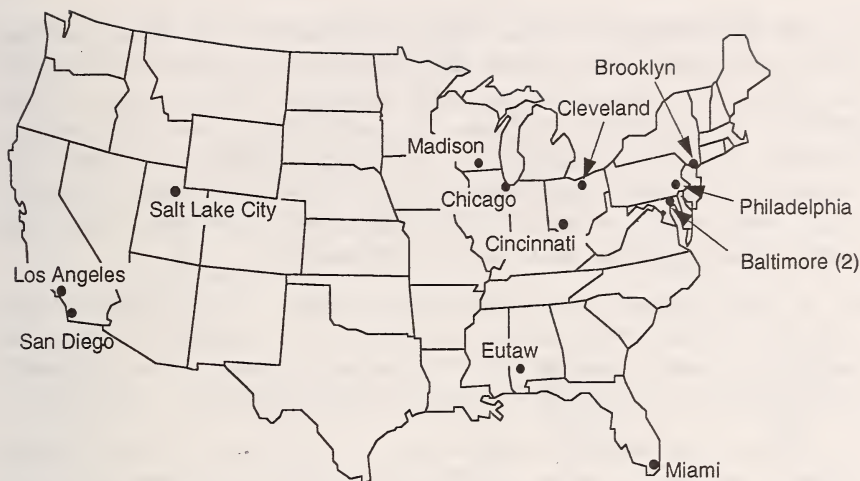 Brooklyn
Cleveland
Madison
Chicago
Salt Lake City
Philadelphia
Cincinnati
Baltimore (2)
Los Angeles
San Diego
Eutaw
Miami